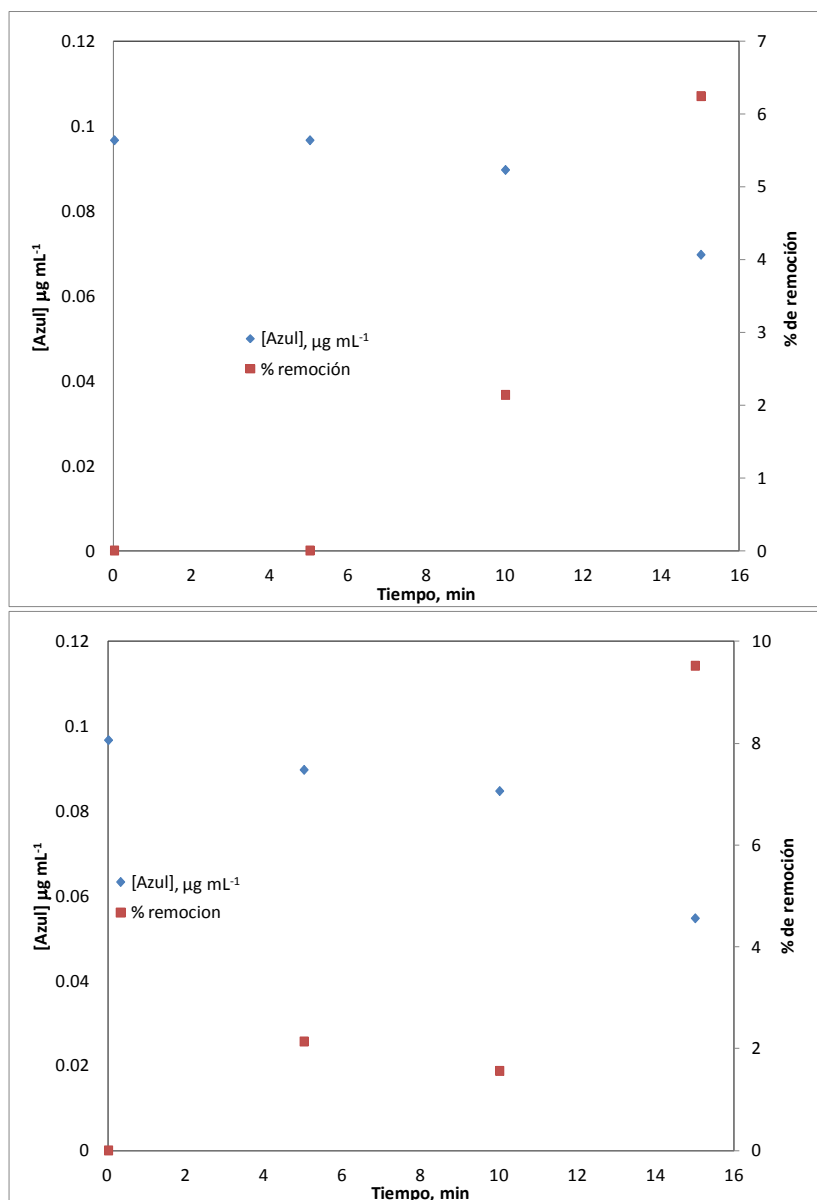 0.12
0.1
0.08
0.06
0.04
0.02
0
[Azul] µg mL⁻¹
7
6
5
4
3
2
1
0
% de remoción
[Azul], µg mL⁻¹
% remoción
0 2 4 6 8 10 12 14 16
Tiempo, min
0.12
0.1
0.08
0.06
0.04
0.02
0
[Azul] µg mL⁻¹
10
8
6
4
2
0
% de remoción
[Azul], µg mL⁻¹
% remocion
0 2 4 6 8 10 12 14 16
Tiempo, min